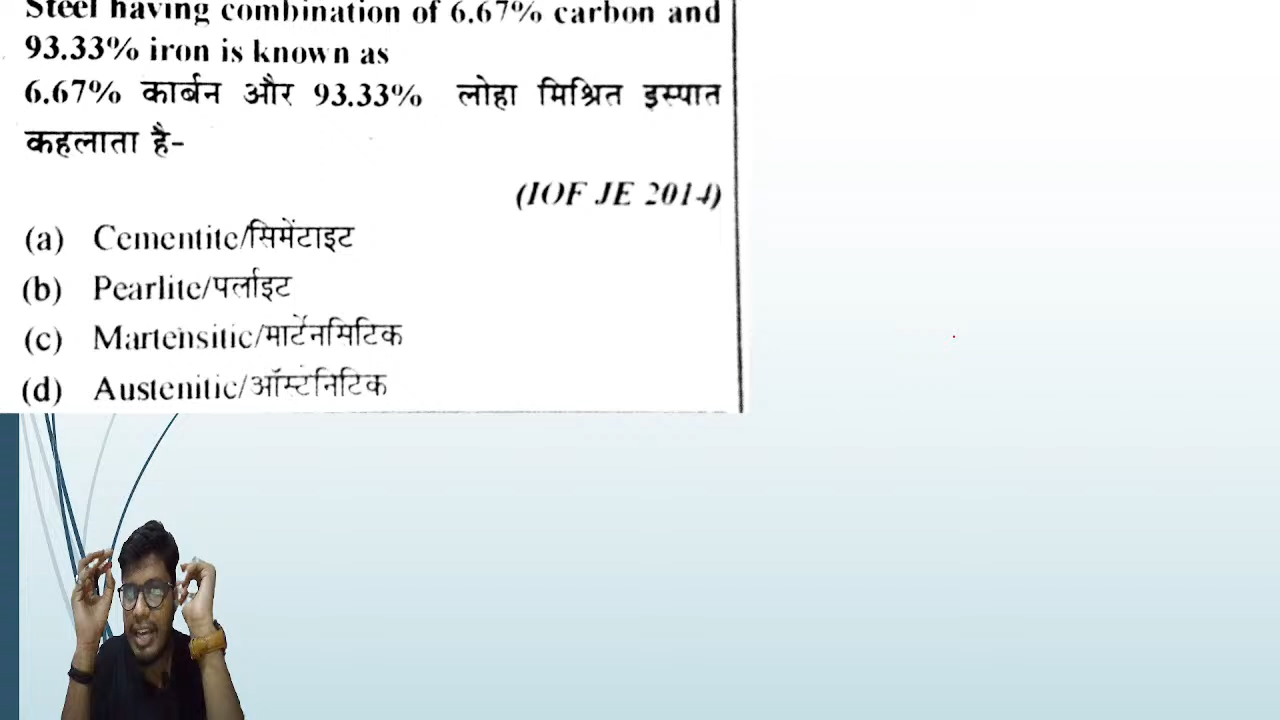 Steel having combination of 6.67% carbon and
93.33% iron is known as
6.67% कार्बन और 93.33% लोहा मिश्रित इस्पात
कहलाता है-
(IOF JE 2014)
(a) Cementite/सिमेंटाइट
(b) Pearlite/पर्लाइट
(c) Martensitic/मार्टेनसिटिक
(d) Austenitic/ऑस्टेनिटिक